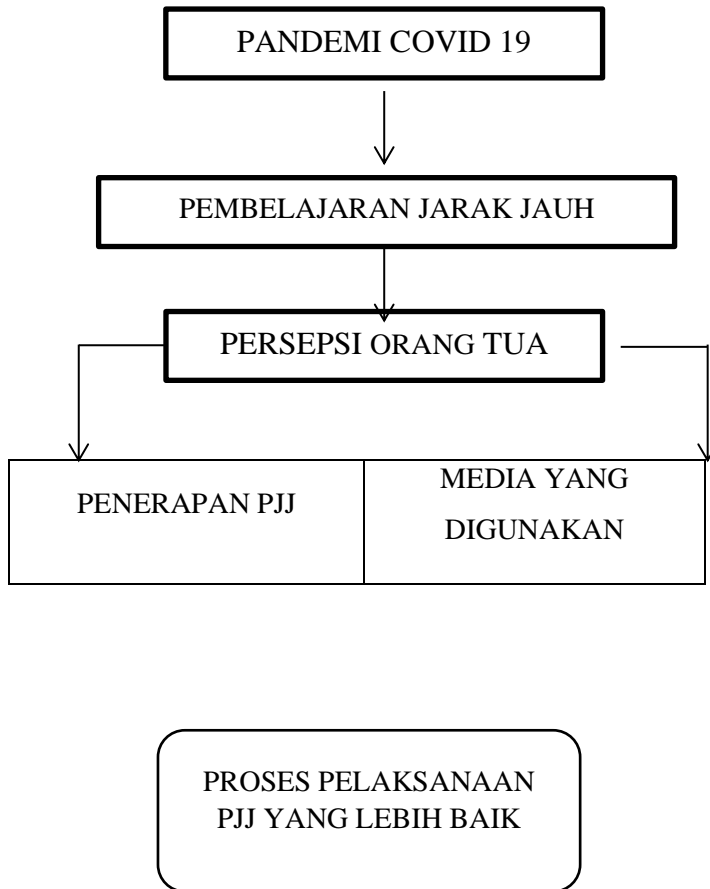 PANDEMI COVID 19
PEMBELAJARAN JARAK JAUH
PERSEPSI ORANG TUA
PENERAPAN PJJ
MEDIA YANG
DIGUNAKAN
PROSES PELAKSANAAN
PJJ YANG LEBIH BAIK